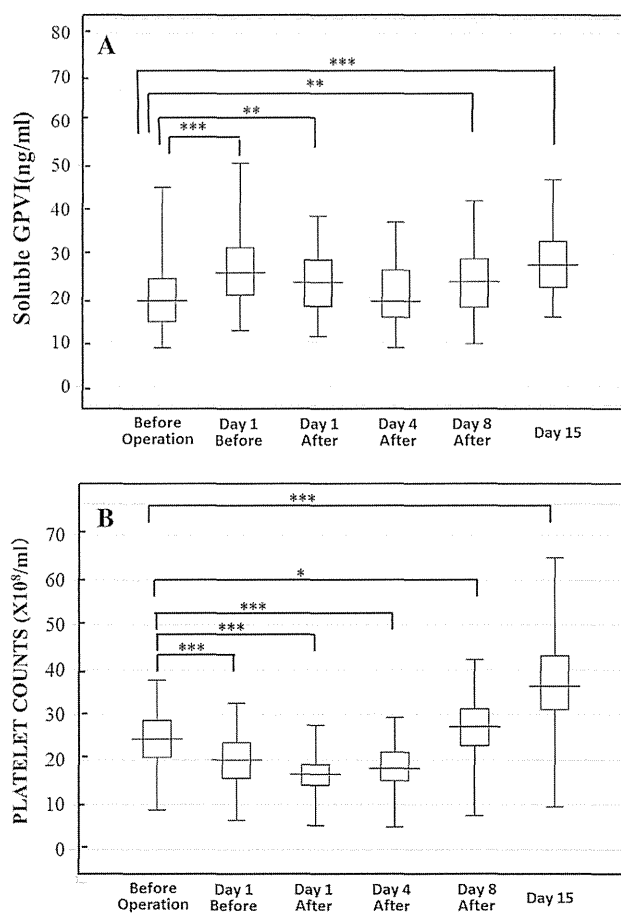 A
Soluble GPVI(ng/ml)
80
70
60
50
40
30
20
10
0
***
**
**
***
Before
Operation
Day 1
Before
Day 1
After
Day 4
After
Day 8
After
Day 15
B
PLATELET COUNTS (X10⁸/ml)
70
60
50
40
30
20
10
0
***
*
***
***
***
Before
Operation
Day 1
Before
Day 1
After
Day 4
After
Day 8
After
Day 15